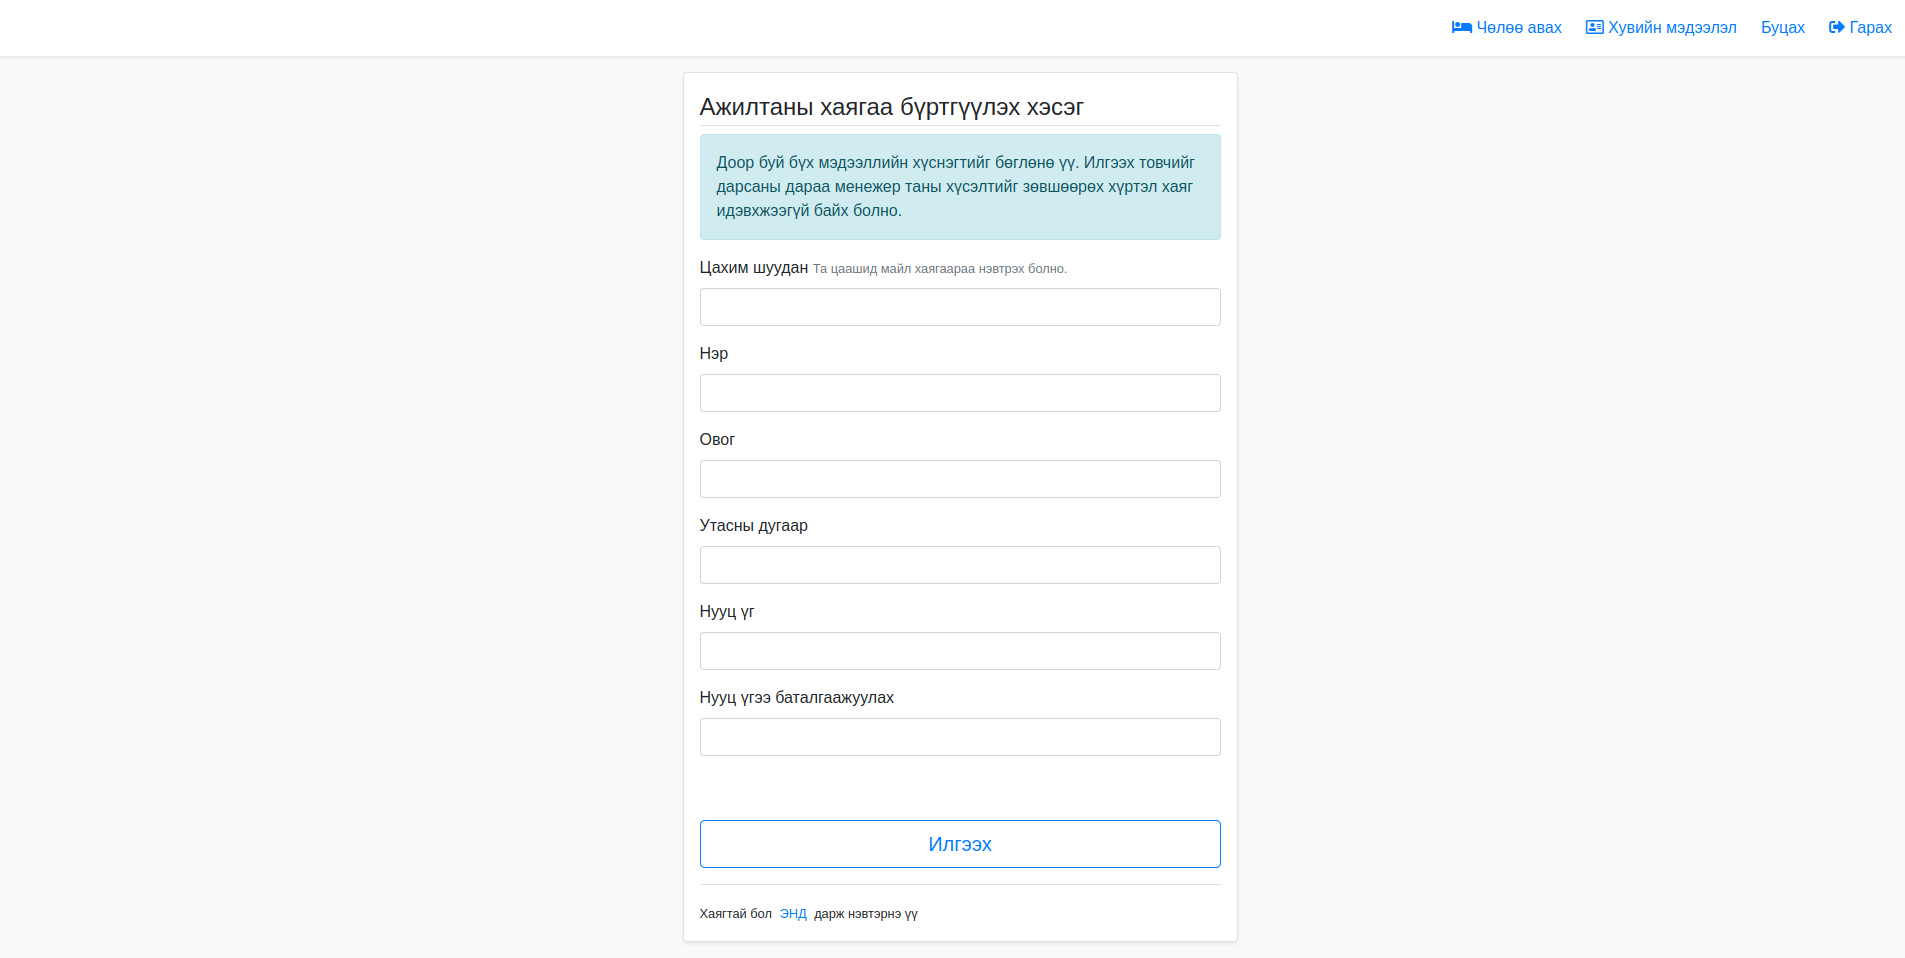 Чөлөө авах Хувийн мэдээлэл Буцах Гарах
Ажилтаны хаягаа бүртгүүлэх хэсэг
Доор буй бүх мэдээллийн хүснэгтийг бөглөнө үү. Илгээх товчийг
дарсаны дараа менежер таны хүсэлтийг зөвшөөрөх хүртэл хаяг
идэвхжээгүй байх болно.
Цахим шуудан Та цаашид майл хаягаараа нэвтрэх болно.
Нэр
Овог
Утасны дугаар
Нууц үг
Нууц үгээ баталгаажуулах
Илгээх
Хаягтай бол ЭНД дарж нэвтэрнэ үү